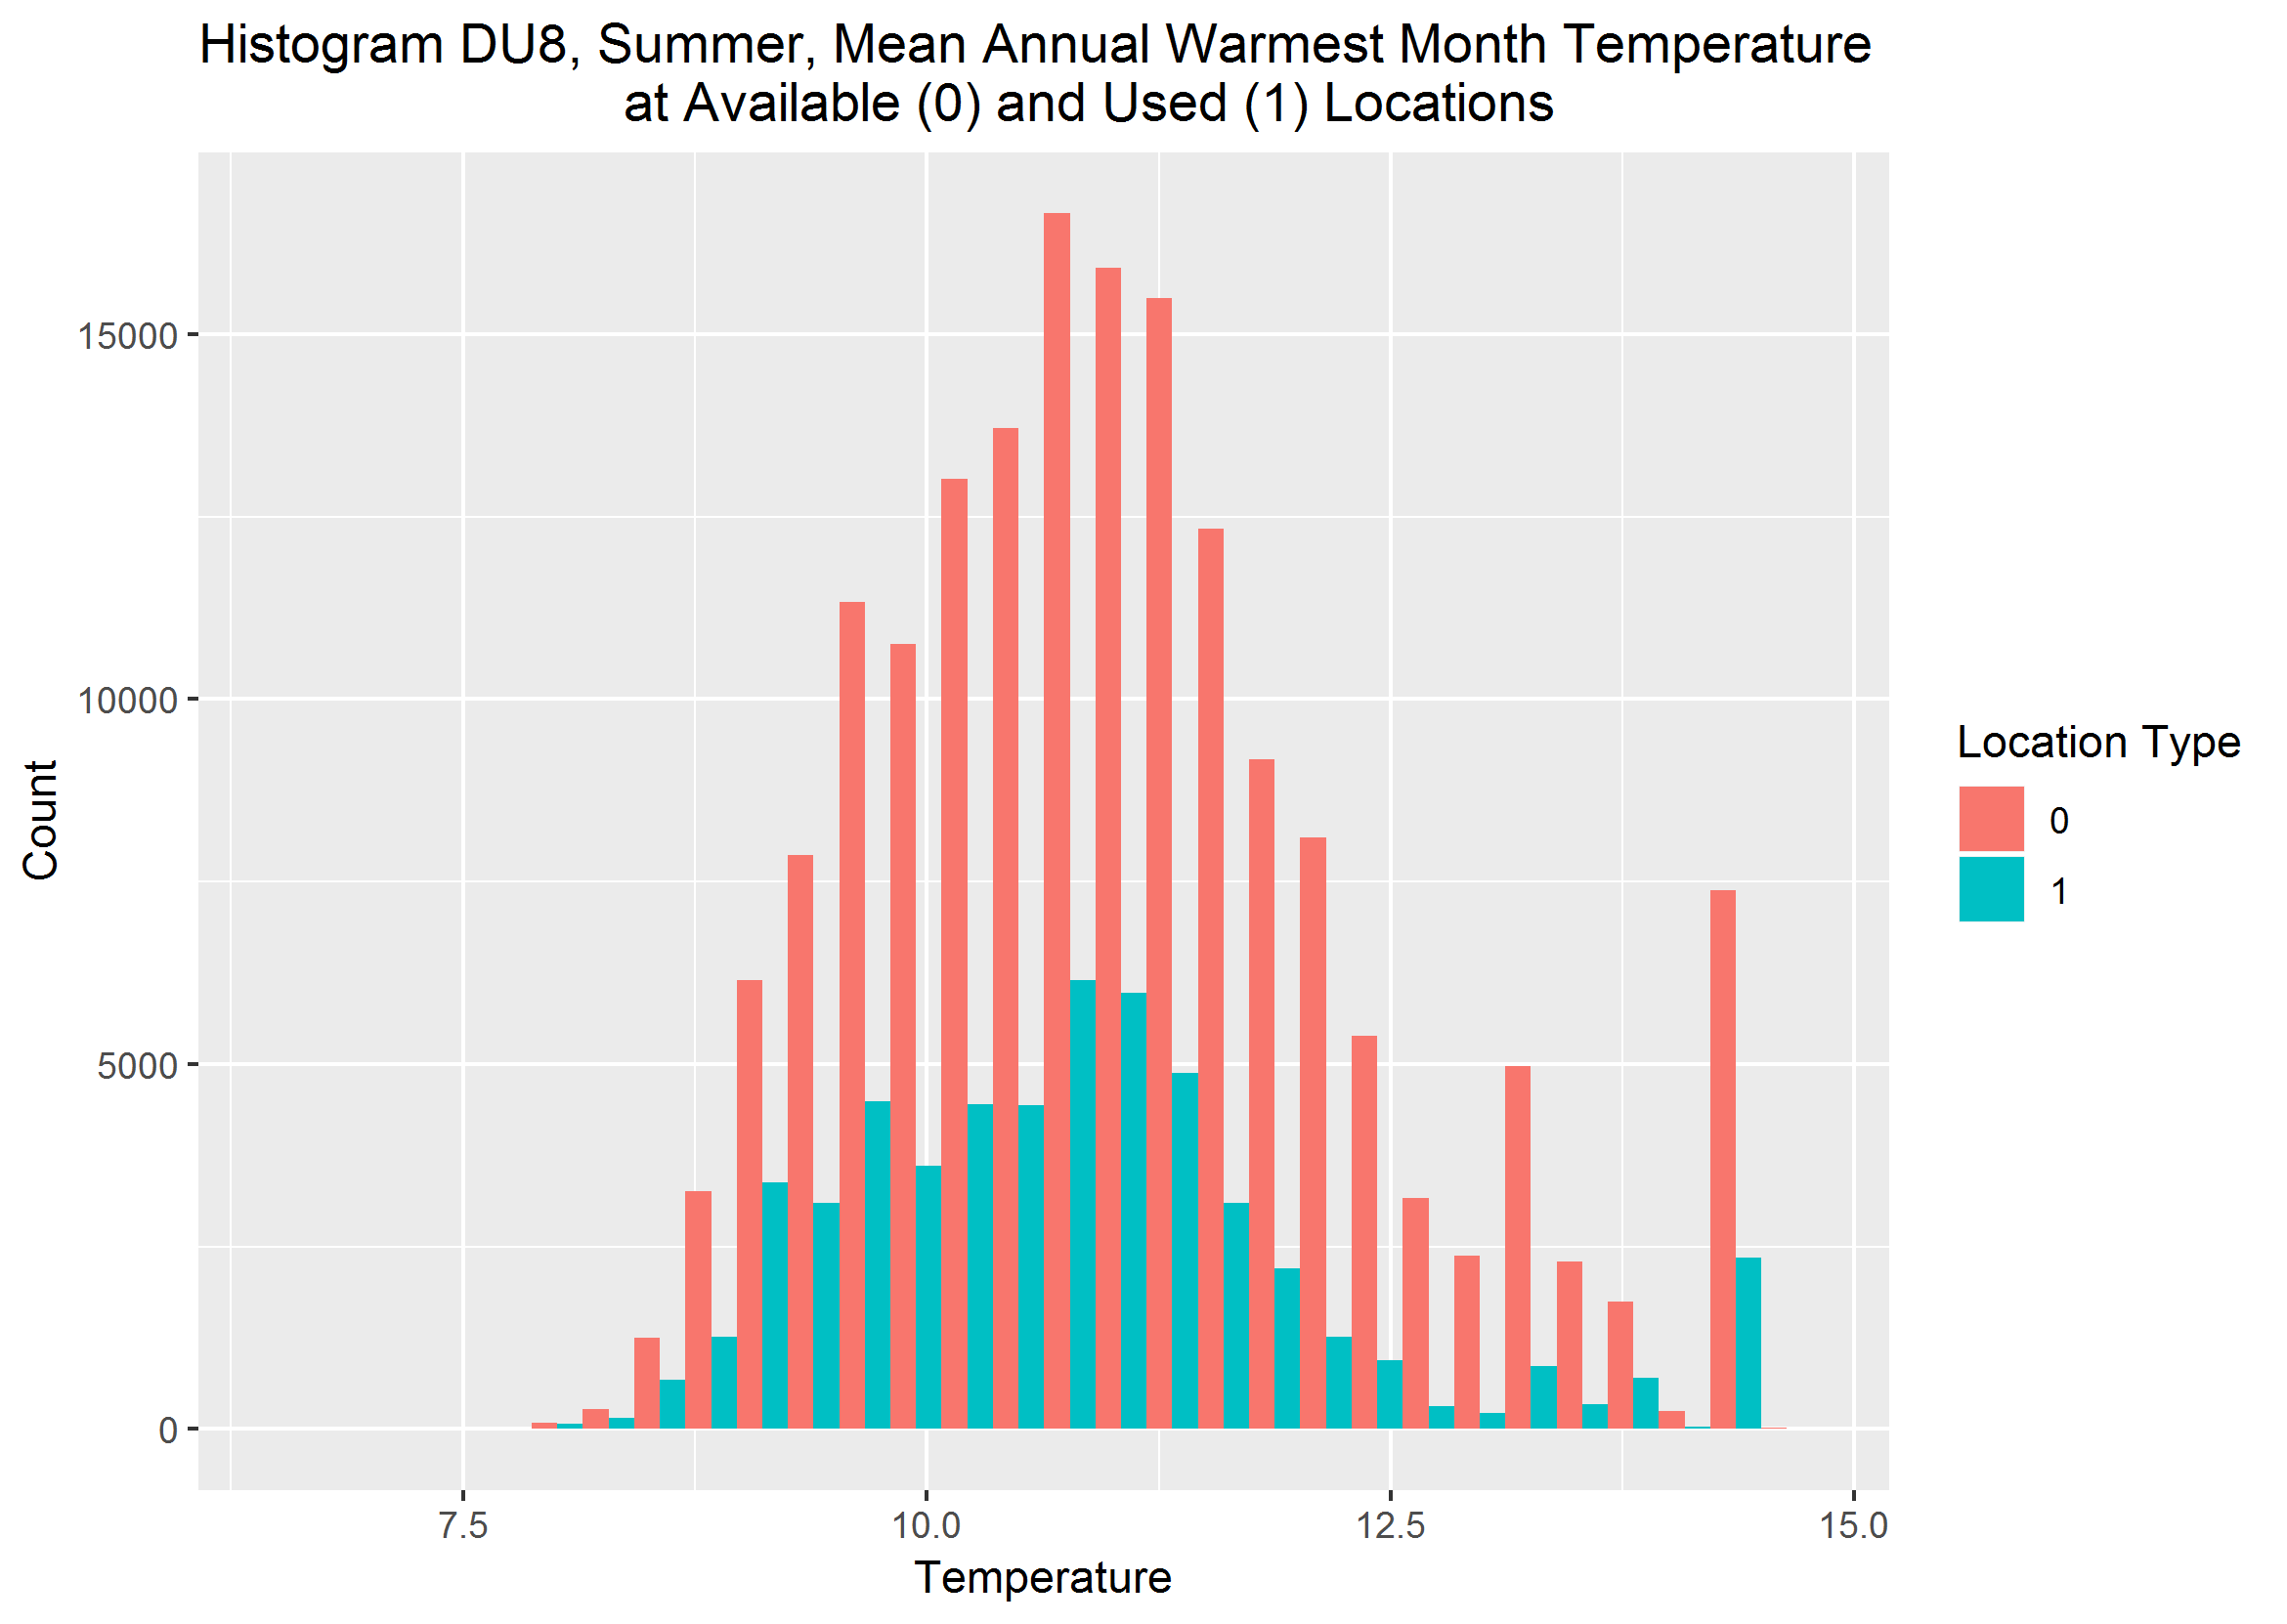 Histogram DU8, Summer, Mean Annual Warmest Month Temperature
at Available (0) and Used (1) Locations
15000
10000
5000
0
Count
7.5
10.0
12.5
15.0
Temperature
Location Type
0
1